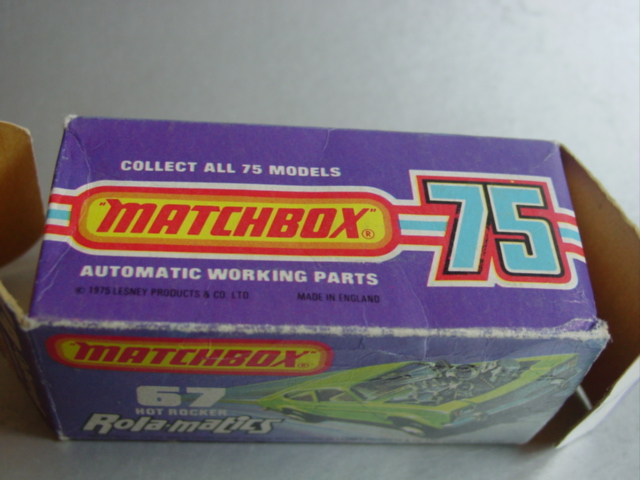 COLLECT ALL 75 MODELS
"MATCHBOX"®
75
AUTOMATIC WORKING PARTS
© 1975 LESNEY PRODUCTS & CO. LTD
MADE IN ENGLAND
"MATCHBOX"®
67
HOT ROCKER
Rola-matics